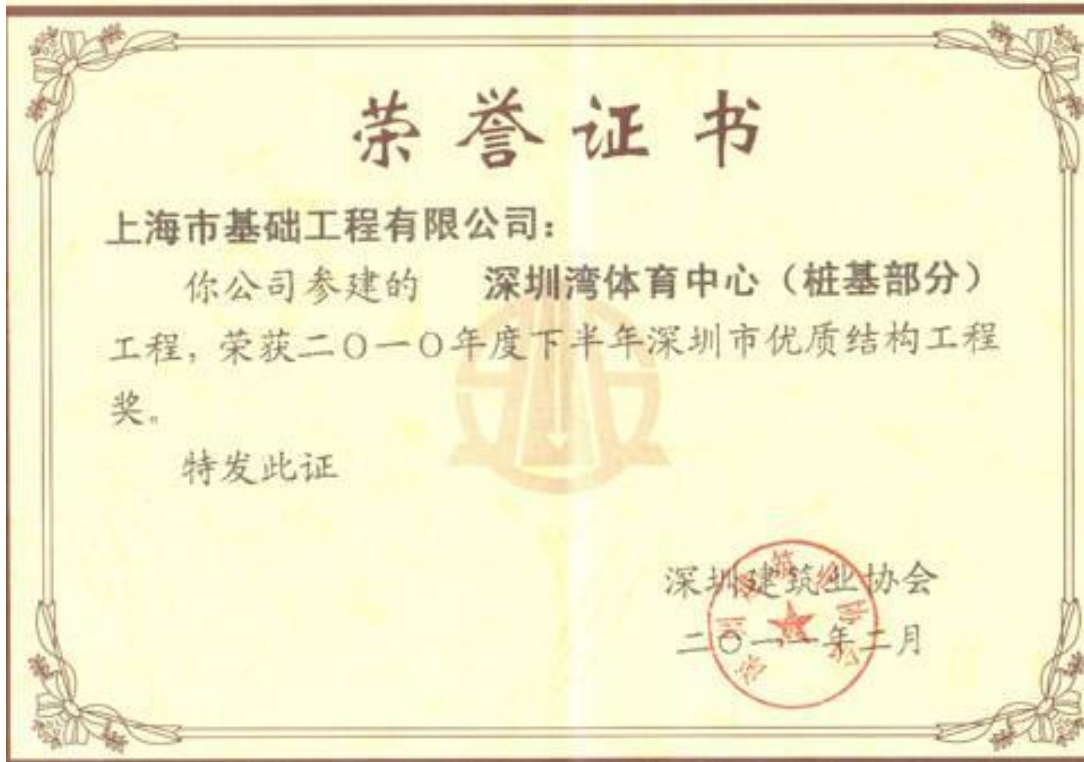 荣誉证书
上海市基础工程有限公司：
你公司参建的 深圳湾体育中心（桩基部分）
工程，荣获二〇一〇年度下半年深圳市优质结构工程
奖。
特发此证
深圳建筑业协会
二〇一一年二月